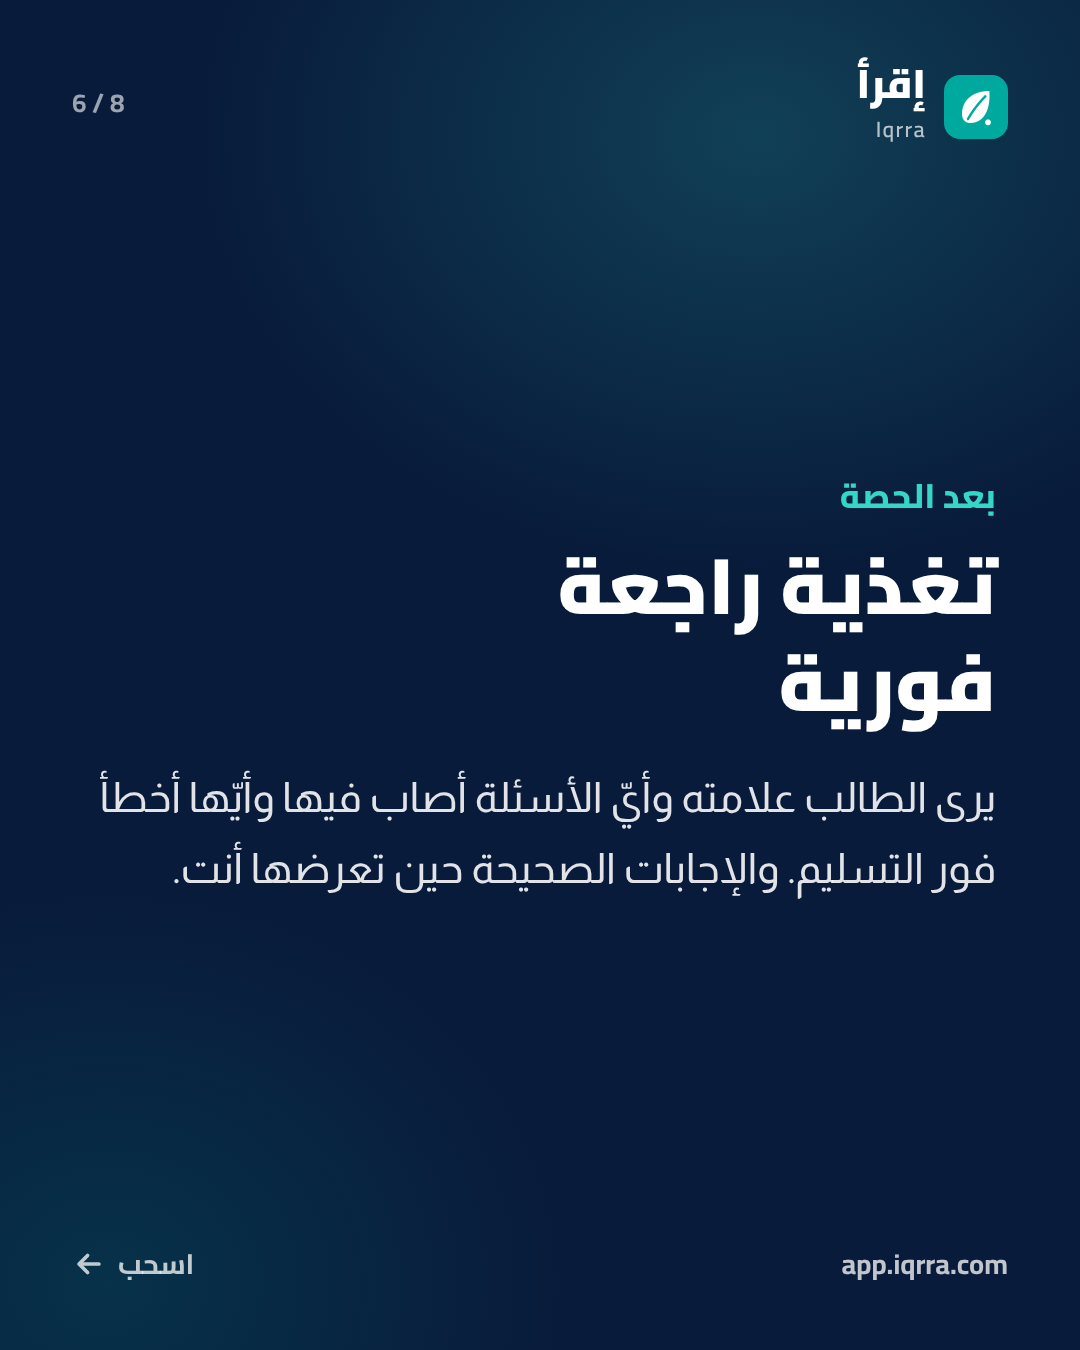 إقرأ
Iqrra
6 / 8
بعد الحصة
تغذية راجعة
فورية
يرى الطالب علامته وأيّ الأسئلة أصاب فيها وأيّها أخطأ
فور التسليم. والإجابات الصحيحة حين تعرضها أنت.
app.iqrra.com
اسحب ←